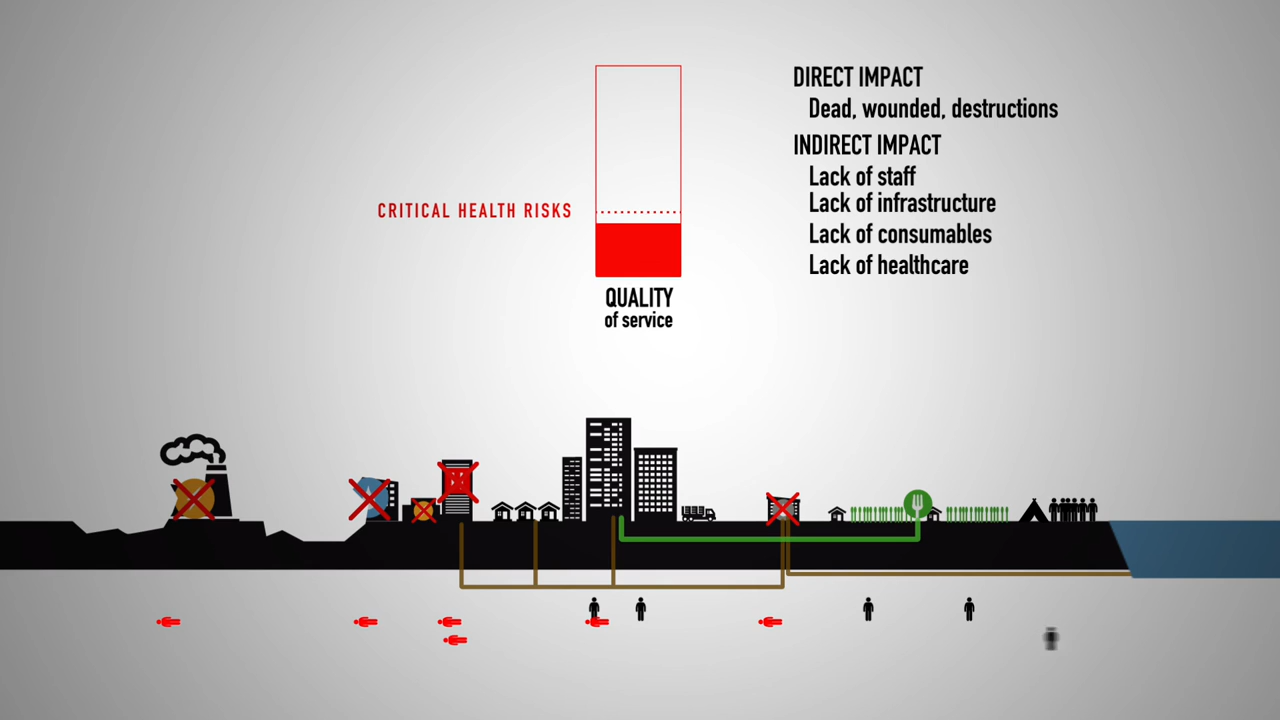 DIRECT IMPACT
Dead, wounded, destructions
INDIRECT IMPACT
Lack of staff
Lack of infrastructure
Lack of consumables
Lack of healthcare
CRITICAL HEALTH RISKS
QUALITY
of service